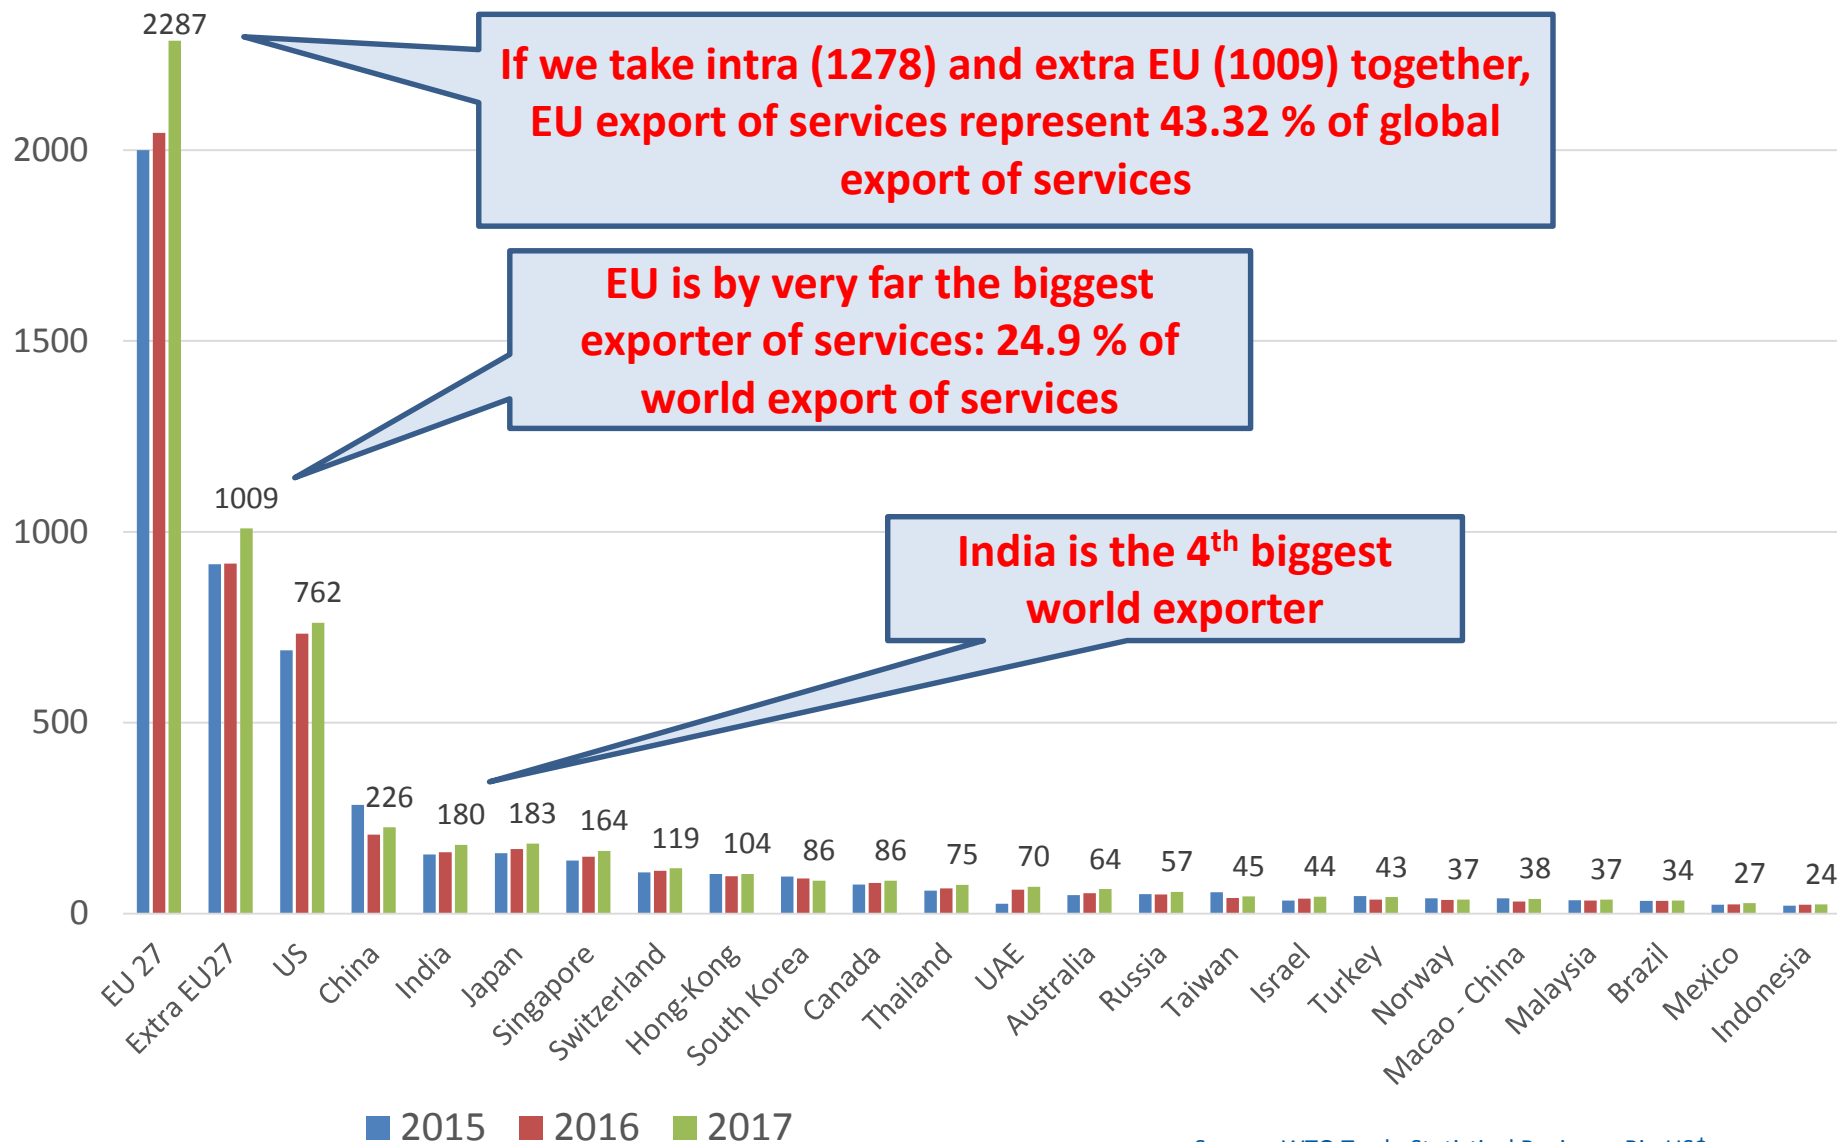 2287
If we take intra (1278) and extra EU (1009) together,
EU export of services represent 43.32 % of global
export of services
2000
EU is by very far the biggest
exporter of services: 24.9 % of
world export of services
1500
1009
1000
India is the 4th biggest
world exporter
762
500
226 180 183 164 119 104 86 86 75 70 64 57 45 44 43 37 38 37 34 27 24
0
EU 27
Extra EU27
US
China
India
Japan
Singapore
Switzerland
Hong-Kong
South Korea
Canada
Thailand
UAE
Australia
Russia
Taiwan
Israel
Turkey
Norway
Macao - China
Malaysia
Brazil
Mexico
Indonesia
2015 2016 2017